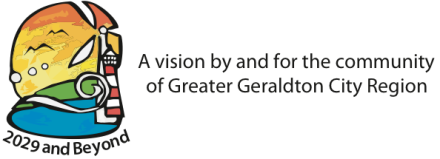 A vision by and for the community
of Greater Geraldton City Region
2029 and Beyond